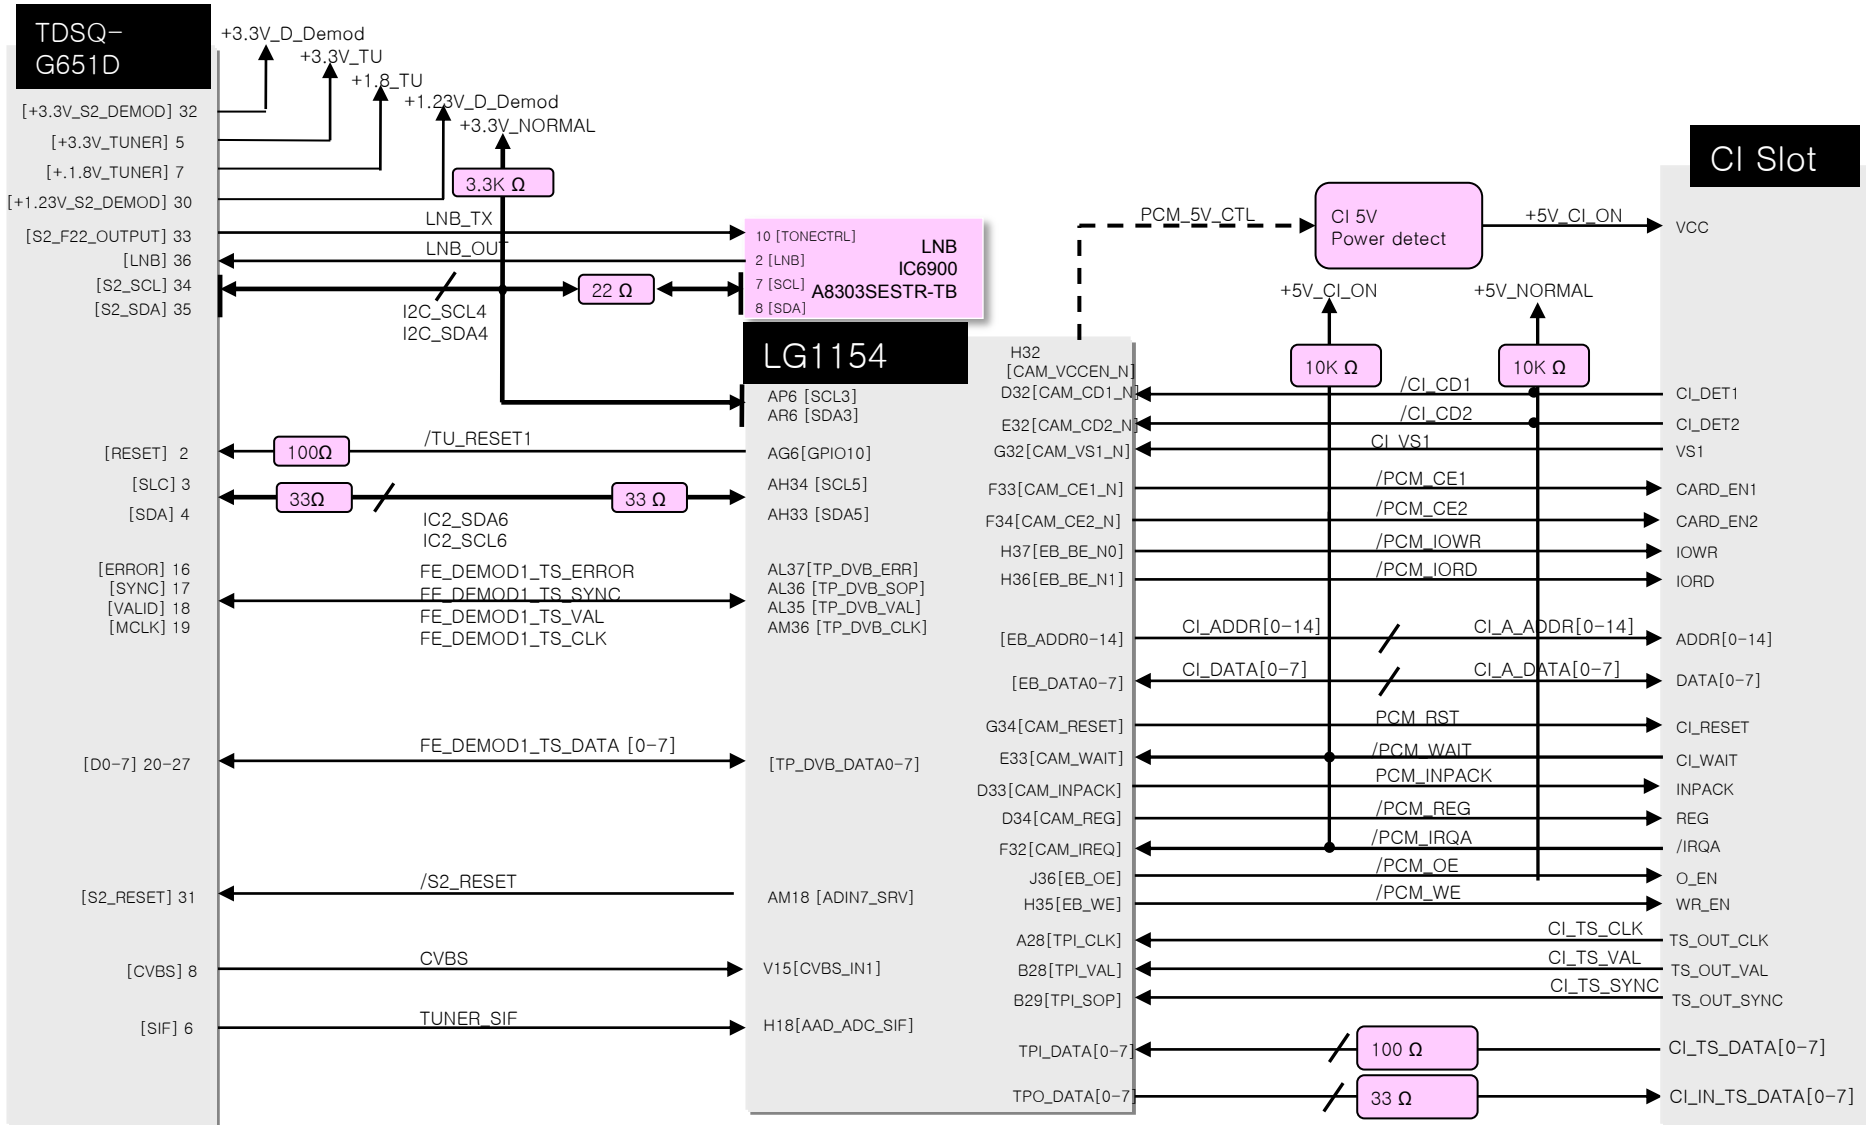 TDSQ-
G651D
+3.3V_D_Demod
+3.3V_TU
+1.8_TU
+1.23V_D_Demod
+3.3V_NORMAL
[+3.3V_S2_DEMOD] 32
[+3.3V_TUNER] 5
[+.1.8V_TUNER] 7
[+1.23V_S2_DEMOD] 30
[S2_F22_OUTPUT] 33
[LNB] 36
[S2_SCL] 34
[S2_SDA] 35
3.3K Ω
LNB_TX
LNB_OUT
22 Ω
I2C_SCL4
I2C_SDA4
10 [TONECTRL]
2 [LNB]
7 [SCL]
8 [SDA]
LNB
IC6900
A8303SESTR-TB
LG1154
AP6 [SCL3]
AR6 [SDA3]
[RESET] 2
100Ω
/TU_RESET1
AG6[GPIO10]
[SLC] 3
[SDA] 4
33Ω
33 Ω
IC2_SDA6
IC2_SCL6
AH34 [SCL5]
AH33 [SDA5]
[ERROR] 16
[SYNC] 17
[VALID] 18
[MCLK] 19
FE_DEMOD1_TS_ERROR
FE_DEMOD1_TS_SYNC
FE_DEMOD1_TS_VAL
FE_DEMOD1_TS_CLK
AL37[TP_DVB_ERR]
AL36 [TP_DVB_SOP]
AL35 [TP_DVB_VAL]
AM36 [TP_DVB_CLK]
[D0-7] 20-27
FE_DEMOD1_TS_DATA [0-7]
[TP_DVB_DATA0-7]
[S2_RESET] 31
/S2_RESET
AM18 [ADIN7_SRV]
[CVBS] 8
CVBS
V15[CVBS_IN1]
[SIF] 6
TUNER_SIF
H18[AAD_ADC_SIF]
CI Slot
PCM_5V_CTL
CI 5V
Power detect
+5V_CI_ON
VCC
+5V_CI_ON
+5V_NORMAL
10K Ω
10K Ω
H32
[CAM_VCCEN_N]
D32[CAM_CD1_N]
/CI_CD1
CI_DET1
E32[CAM_CD2_N]
/CI_CD2
CI_DET2
G32[CAM_VS1_N]
CI_VS1
VS1
F33[CAM_CE1_N]
/PCM_CE1
CARD_EN1
F34[CAM_CE2_N]
/PCM_CE2
CARD_EN2
H37[EB_BE_N0]
/PCM_IOWR
IOWR
H36[EB_BE_N1]
/PCM_IORD
IORD
[EB_ADDR0-14]
CI_ADDR[0-14]
CI_A_ADDR[0-14]
ADDR[0-14]
[EB_DATA0-7]
CI_DATA[0-7]
CI_A_DATA[0-7]
DATA[0-7]
G34[CAM_RESET]
PCM_RST
CI_RESET
E33[CAM_WAIT]
/PCM_WAIT
CI_WAIT
D33[CAM_INPACK]
PCM_INPACK
INPACK
D34[CAM_REG]
/PCM_REG
REG
F32[CAM_IREQ]
/PCM_IRQA
/IRQA
J36[EB_OE]
/PCM_OE
O_EN
H35[EB_WE]
/PCM_WE
WR_EN
A28[TPI_CLK]
CI_TS_CLK
TS_OUT_CLK
B28[TPI_VAL]
CI_TS_VAL
TS_OUT_VAL
B29[TPI_SOP]
CI_TS_SYNC
TS_OUT_SYNC
TPI_DATA[0-7]
100 Ω
CI_TS_DATA[0-7]
TPO_DATA[0-7]
33 Ω
CI_IN_TS_DATA[0-7]